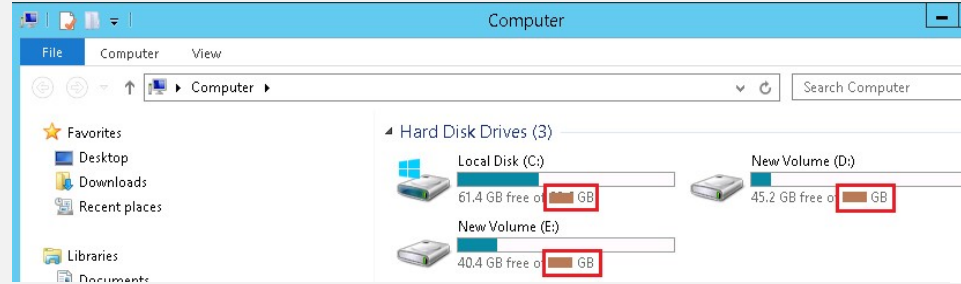 Computer
File Computer View
Computer
Search Computer
Favorites
Desktop
Downloads
Recent places
Libraries
Documents
Hard Disk Drives (3)
Local Disk (C:)
61.4 GB free of GB
New Volume (D:)
45.2 GB free of GB
New Volume (E:)
40.4 GB free of GB